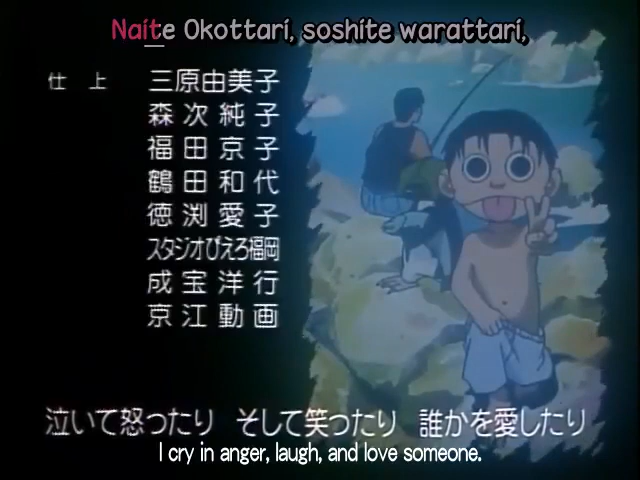 Naite Okottari, soshite warattari,
仕上 三原由美子
森次純子
福田京子
鶴田和代
徳渕愛子
スタジオぴえろ福岡
成宝洋行
京江動画
泣いて怒ったり そして笑ったり 誰かを愛したり
I cry in anger, laugh, and love someone.